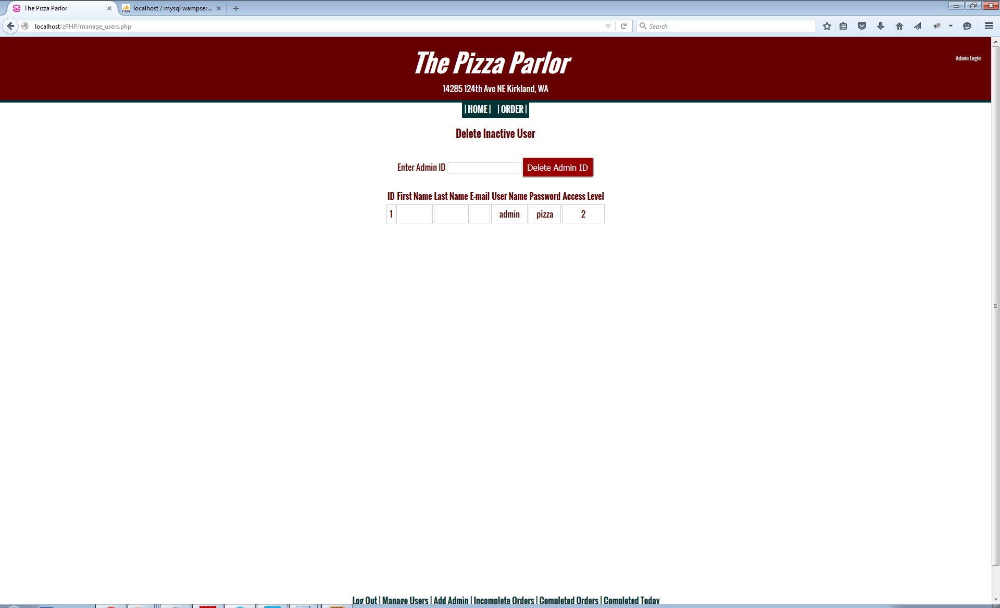 The Pizza Parlor
localhost / mysql wampser...
localhost/zPHP/manage_users.php
Search
The Pizza Parlor
Admin Login
14285 124th Ave NE Kirkland, WA
| HOME | | ORDER |
Delete Inactive User
Enter Admin ID Delete Admin ID
ID First Name Last Name E-mail User Name Password Access Level
1 admin pizza 2
Log Out | Manage Users | Add Admin | Incomplete Orders | Completed Orders | Completed Today